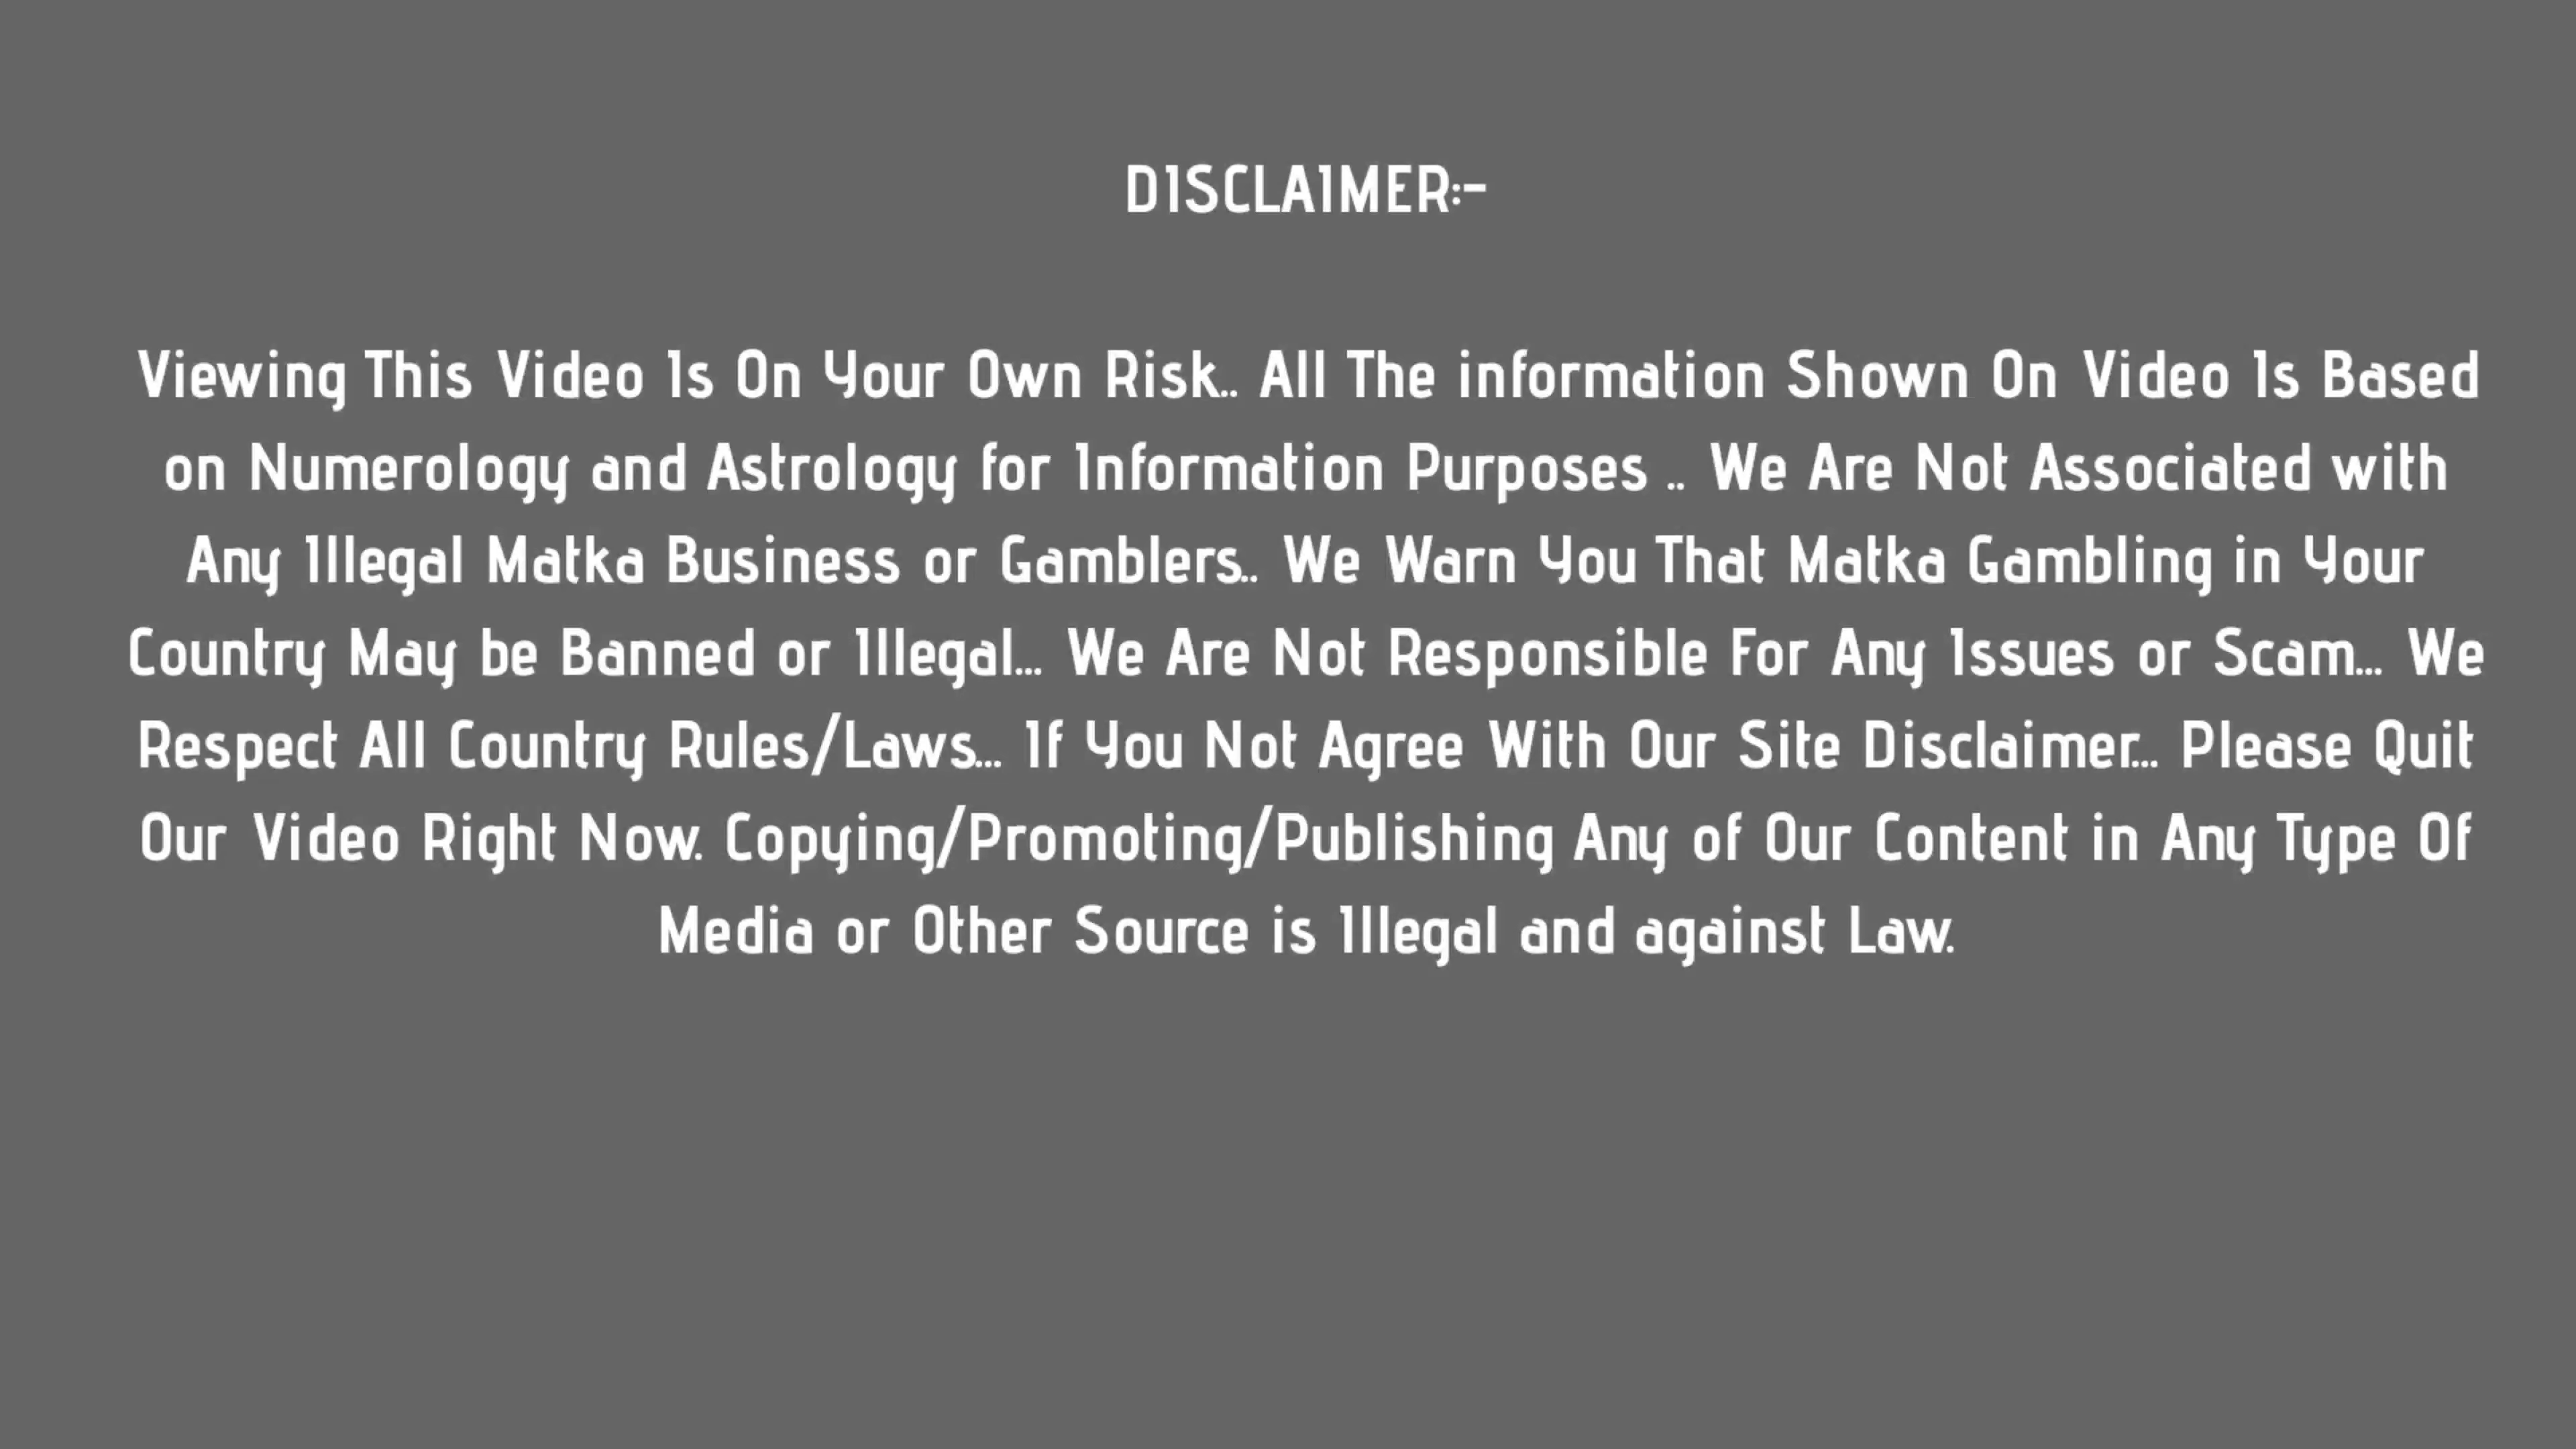 DISCLAIMER:-
Viewing This Video Is On Your Own Risk.. All The information Shown On Video Is Based
on Numerology and Astrology for Information Purposes .. We Are Not Associated with
Any Illegal Matka Business or Gamblers.. We Warn You That Matka Gambling in Your
Country May be Banned or Illegal... We Are Not Responsible For Any Issues or Scam... We
Respect All Country Rules/Laws... If You Not Agree With Our Site Disclaimer... Please Quit
Our Video Right Now. Copying/Promoting/Publishing Any of Our Content in Any Type Of
Media or Other Source is Illegal and against Law.